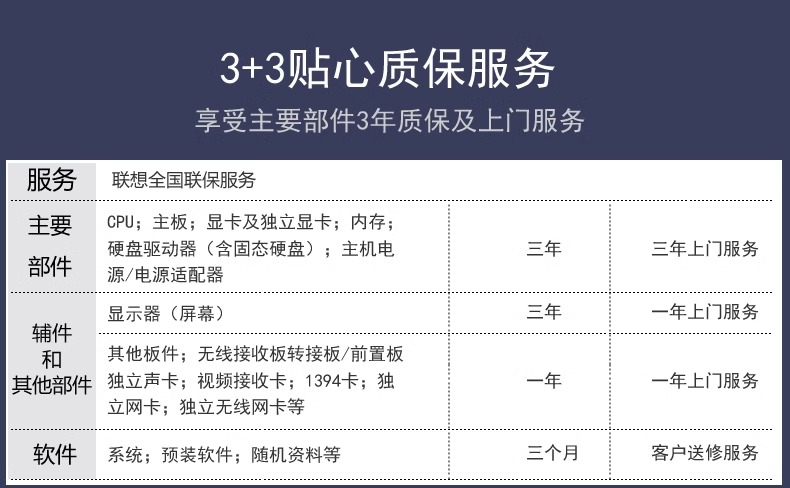 3+3贴心质保服务
享受主要部件3年质保及上门服务
服务
联想全国联保服务
主要
部件
CPU；主板；显卡及独立显卡；内存；
硬盘驱动器（含固态硬盘）；主机电
源/电源适配器
三年
三年上门服务
辅件
和
其他部件
显示器（屏幕）
三年
一年上门服务
其他板件；无线接收板转接板/前置板
独立声卡；视频接收卡；1394卡；独
立网卡；独立无线网卡等
一年
一年上门服务
软件
系统；预装软件；随机资料等
三个月
客户送修服务